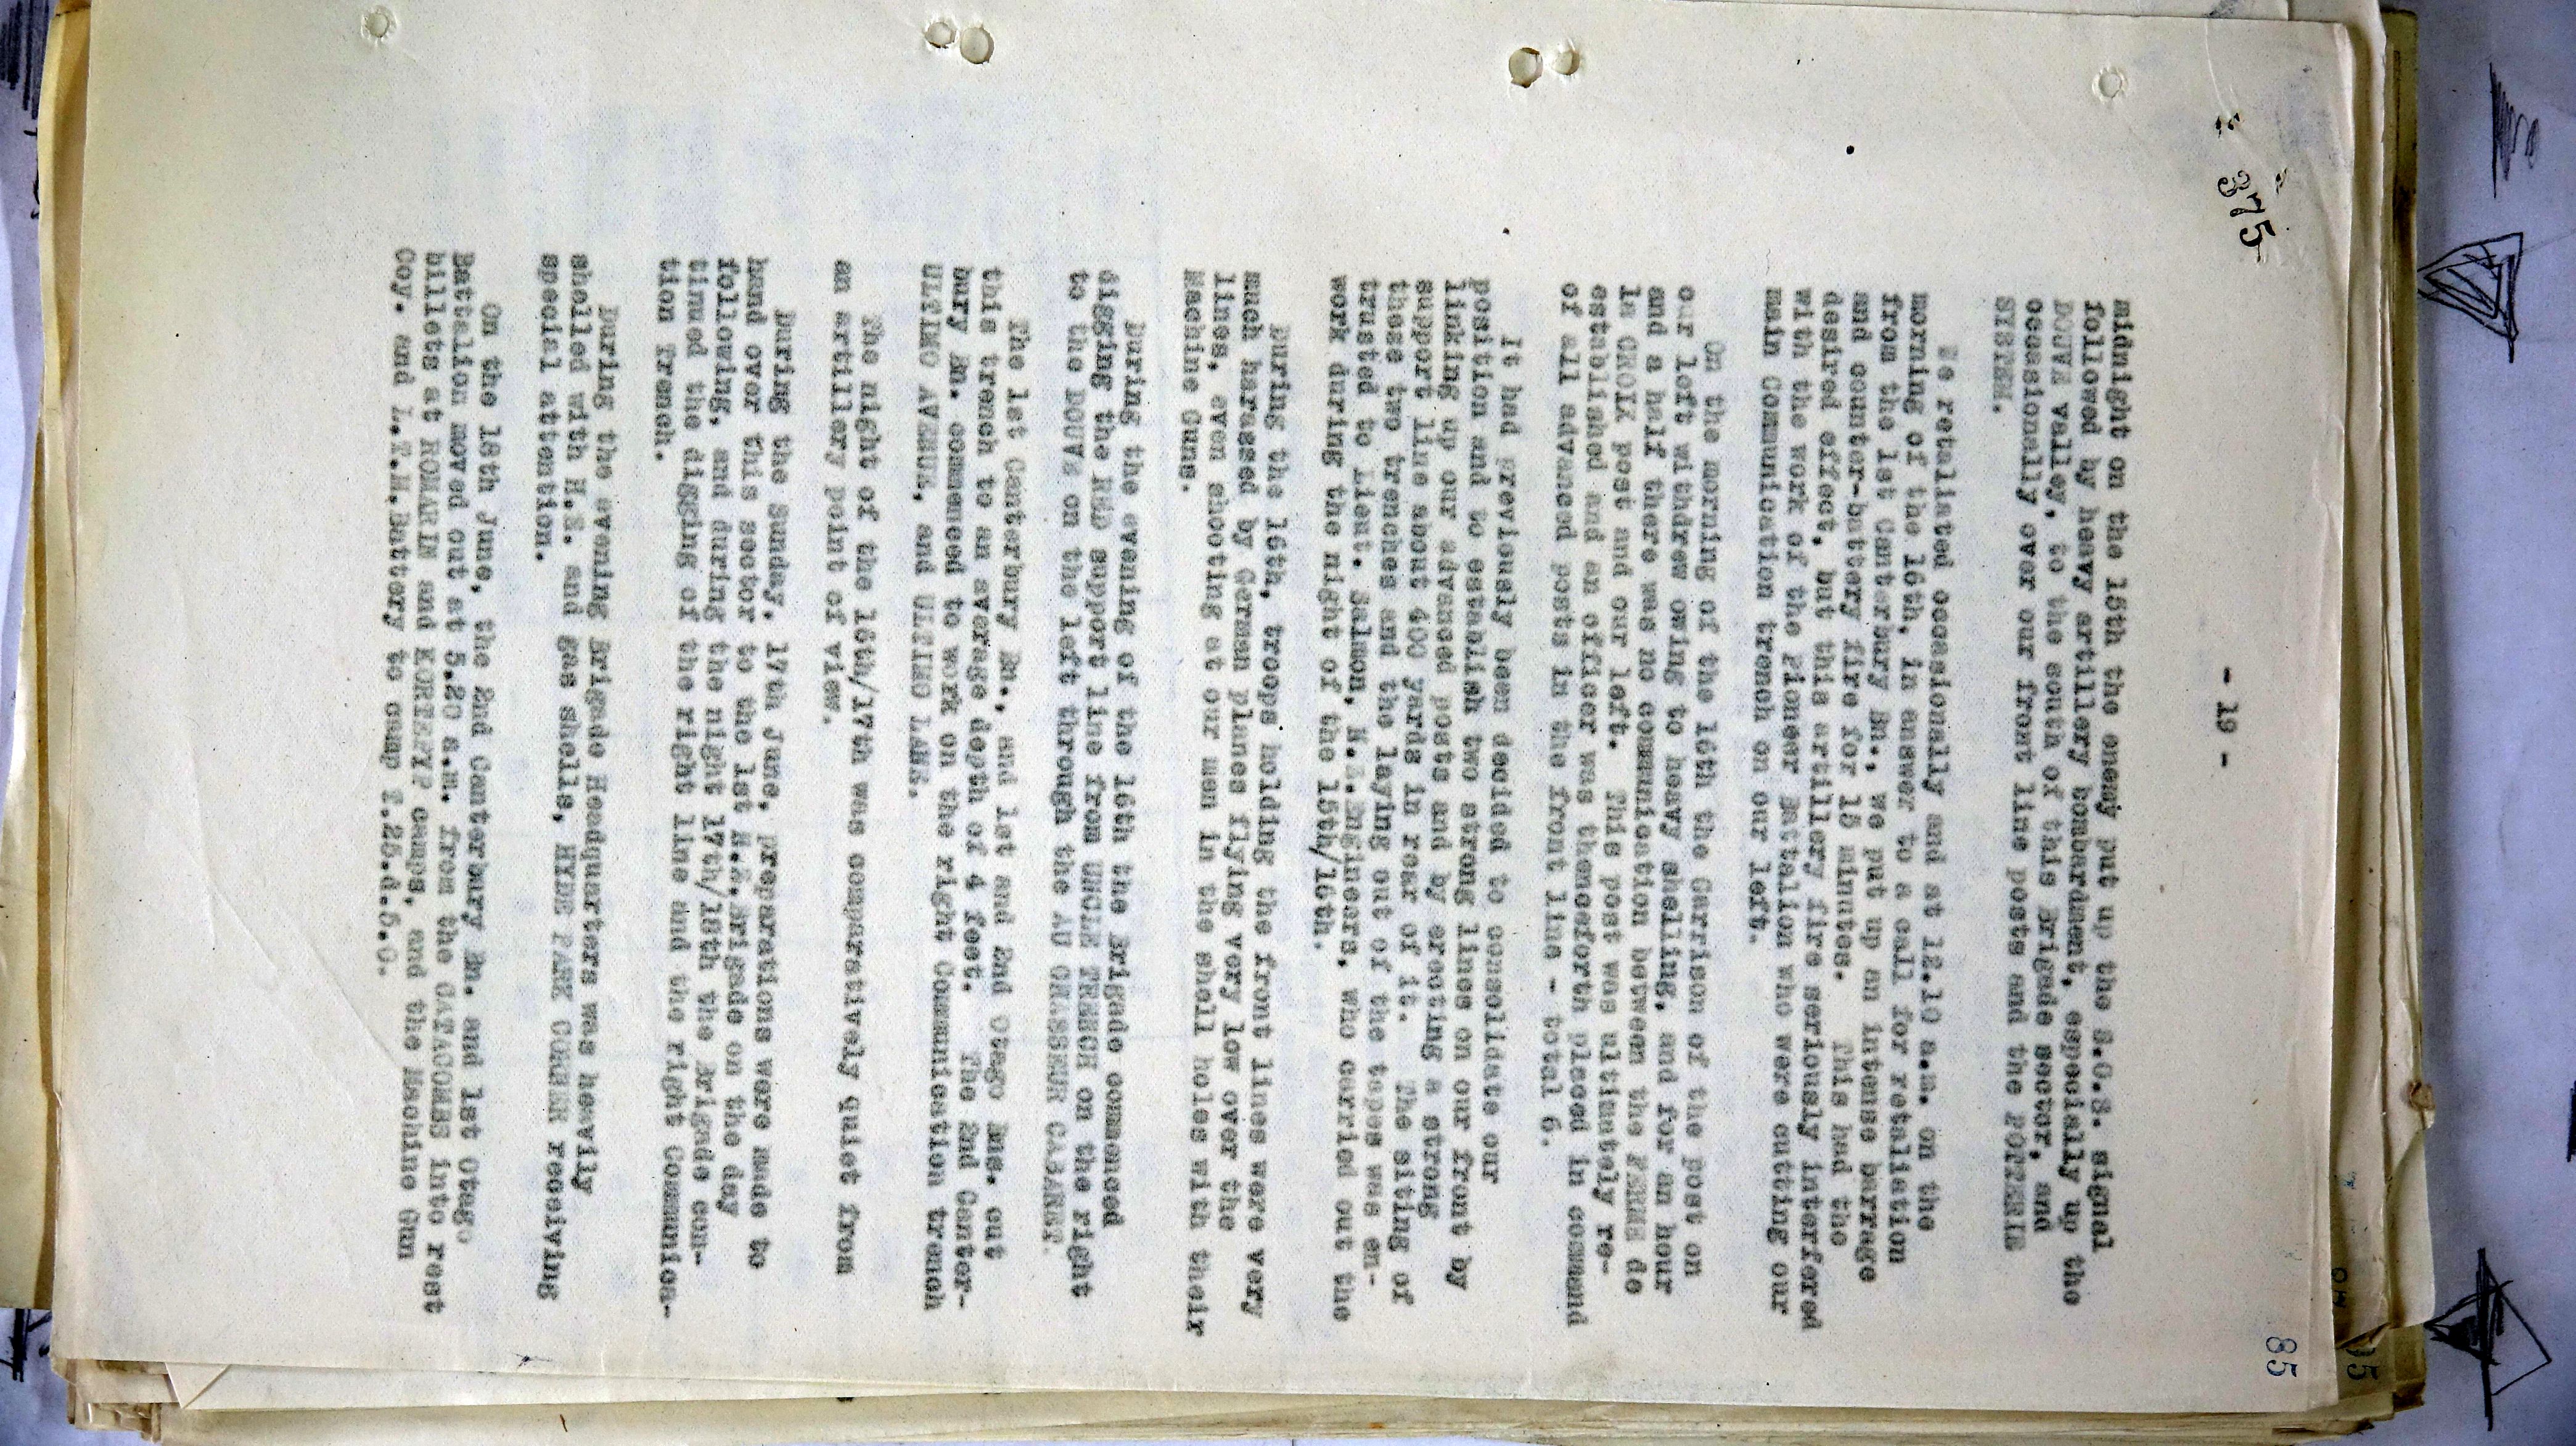 375
85
- 19 -
midnight on the 15th the enemy put up the S.O.S. signal
followed by heavy artillery bombardment, especially up the
DOUVE valley, to the south of this Brigade sector, and
occasionally over our front line posts and the POTTERIE
SYSTEM.
We retaliated occasionally and at 12.10 a.m. on the
morning of the 16th, in answer to a call for retaliation
from the 1st Canterbury Bn., we put up an intense barrage
and counter-battery fire for 15 minutes. This had the
desired effect, but this artillery fire seriously interfered
with the work of the Pioneer Battalion who were cutting our
main Communication trench on our left.
On the morning of the 16th the Garrison of the post on
our left withdrew owing to heavy shelling, and for an hour
and a half there was no communication between the FERME de
la CROIX post and our left. This post was ultimately re-
established and an officer was thenceforth placed in command
of all advanced posts in the front line - total 6.
It had previously been decided to consolidate our
position and to establish two strong lines on our front by
linking up our advanced posts and by erecting a strong
support line about 400 yards in rear of it. The siting of
these two trenches and the laying out of the tapes was en-
trusted to Lieut. Salmon, N.Z.Engineers, who carried out the
work during the night of the 15th/16th.
During the 16th, troops holding the front lines were very
much harassed by German planes flying very low over the
lines, even shooting at our men in the shell holes with their
Machine Guns.
During the evening of the 16th the Brigade commenced
digging the RED support line from UNCLE TRENCH on the right
to the DOUVE on the left through the AU CHASSEUR CABARET.
The 1st Canterbury Bn., and 1st and 2nd Otago Bns. cut
this trench to an average depth of 4 feet. The 2nd Canter-
bury Bn. commenced to work on the right Communication trench
ULTIMO AVENUE, and ULTIMO LANE.
The night of the 16th/17th was comparatively quiet from
an artillery point of view.
During the Sunday, 17th June, preparations were made to
hand over this sector to the 1st N.Z.Brigade on the day
following, and during the night 17th/18th the Brigade con-
tinued the digging of the right line and the right Communica-
tion Trench.
During the evening Brigade Headquarters was heavily
shelled with H.E. and gas shells, HYDE PARK CORNER receiving
special attention.
On the 18th June, the 2nd Canterbury Bn. and 1st Otago
Battalion moved out at 5.20 a.m. from the CATACOMBS into rest
billets at ROMARIN and KORTEPYP camps, and the Machine Gun
Coy. and L.T.M.Battery to camp